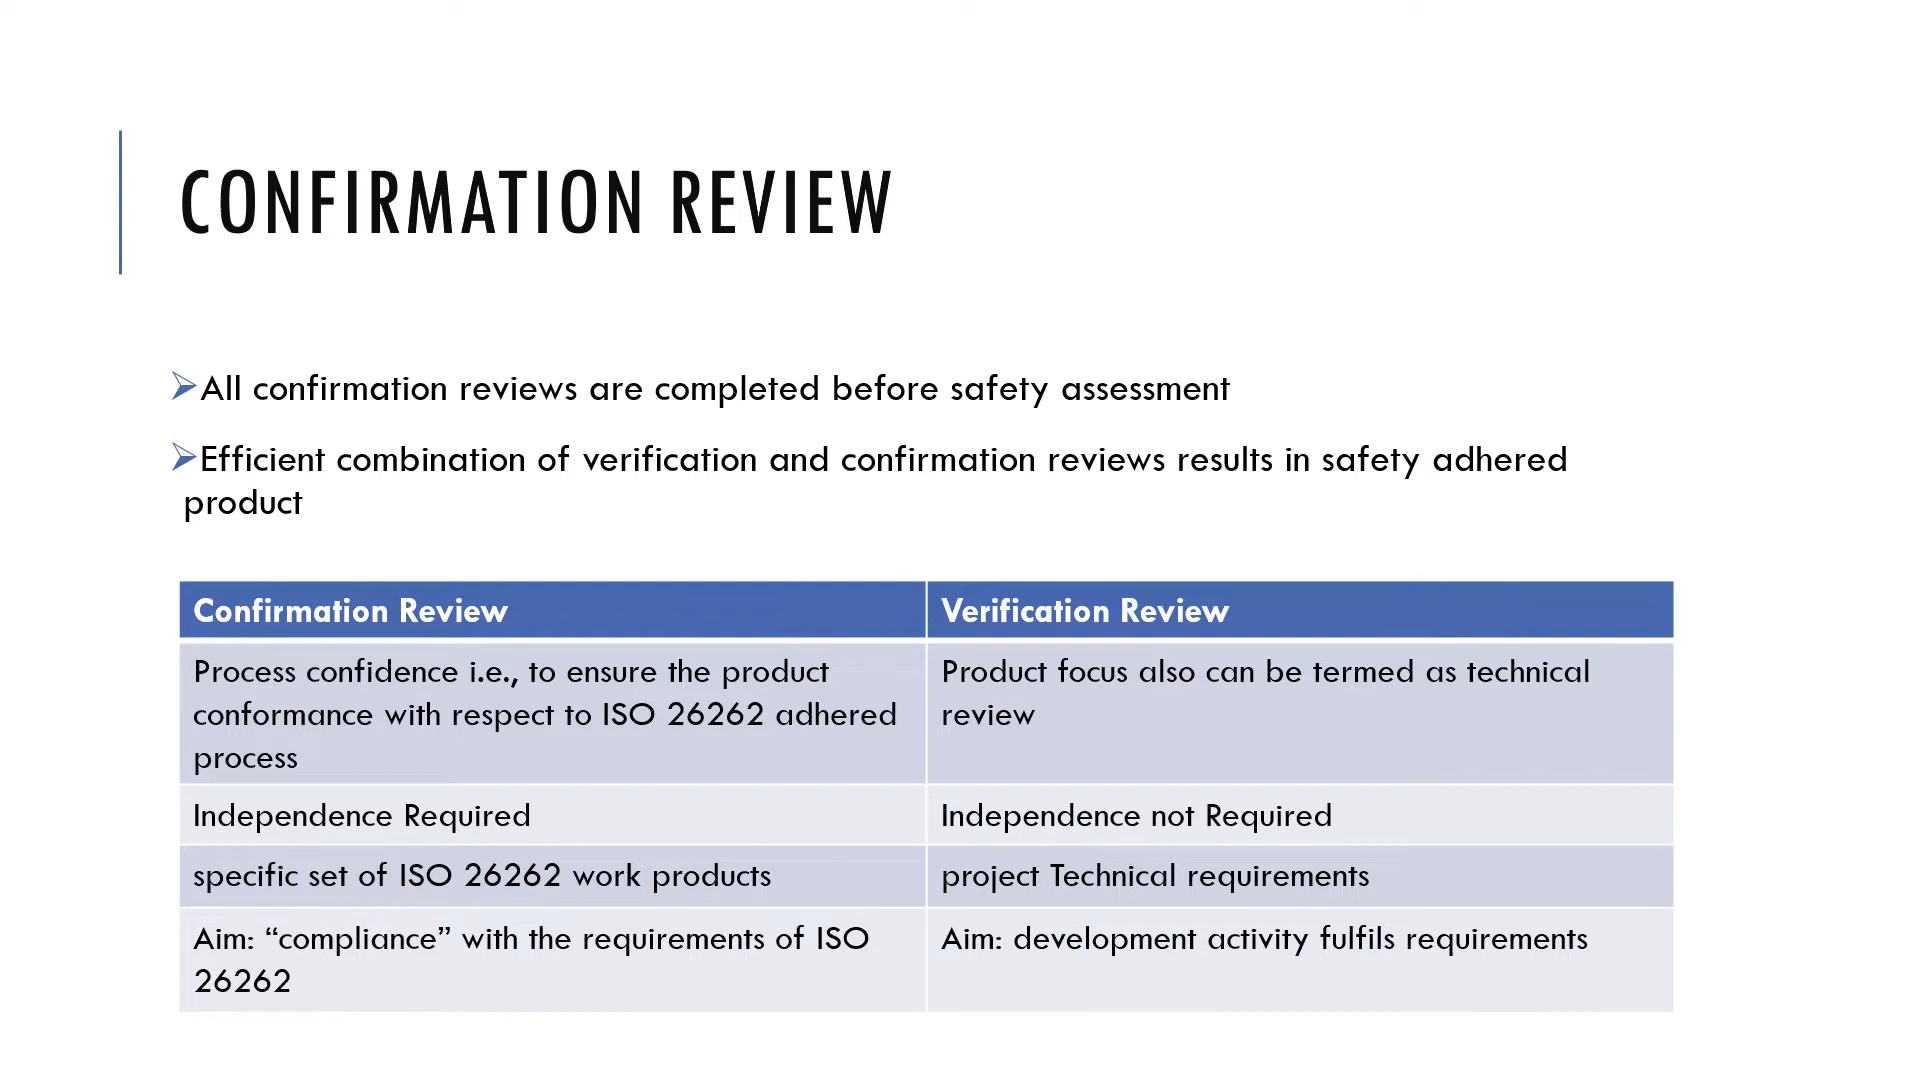 CONFIRMATION REVIEW
All confirmation reviews are completed before safety assessment
Efficient combination of verification and confirmation reviews results in safety adhered
product
Confirmation Review
Verification Review
Process confidence i.e., to ensure the product
conformance with respect to ISO 26262 adhered
process
Product focus also can be termed as technical
review
Independence Required
Independence not Required
specific set of ISO 26262 work products
project Technical requirements
Aim: “compliance” with the requirements of ISO
26262
Aim: development activity fulfils requirements